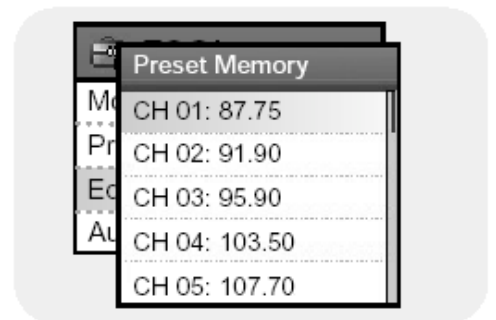 Preset Memory
CH 01: 87.75
CH 02: 91.90
CH 03: 95.90
CH 04: 103.50
CH 05: 107.70